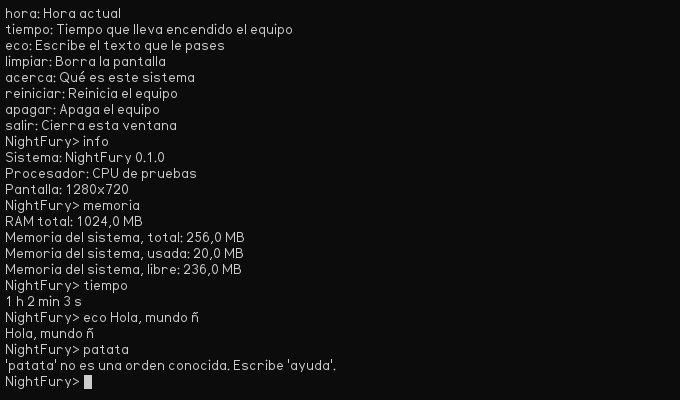 hora: Hora actual
tiempo: Tiempo que lleva encendido el equipo
eco: Escribe el texto que le pases
limpiar: Borra la pantalla
acerca: Qué es este sistema
reiniciar: Reinicia el equipo
apagar: Apaga el equipo
salir: Cierra esta ventana
NightFury> info
Sistema: NightFury 0.1.0
Procesador: CPU de pruebas
Pantalla: 1280x720
NightFury> memoria
RAM total: 1024,0 MB
Memoria del sistema, total: 256,0 MB
Memoria del sistema, usada: 20,0 MB
Memoria del sistema, libre: 236,0 MB
NightFury> tiempo
1 h 2 min 3 s
NightFury> eco Hola, mundo ñ
Hola, mundo ñ
NightFury> patata
'patata' no es una orden conocida. Escribe 'ayuda'.
NightFury>